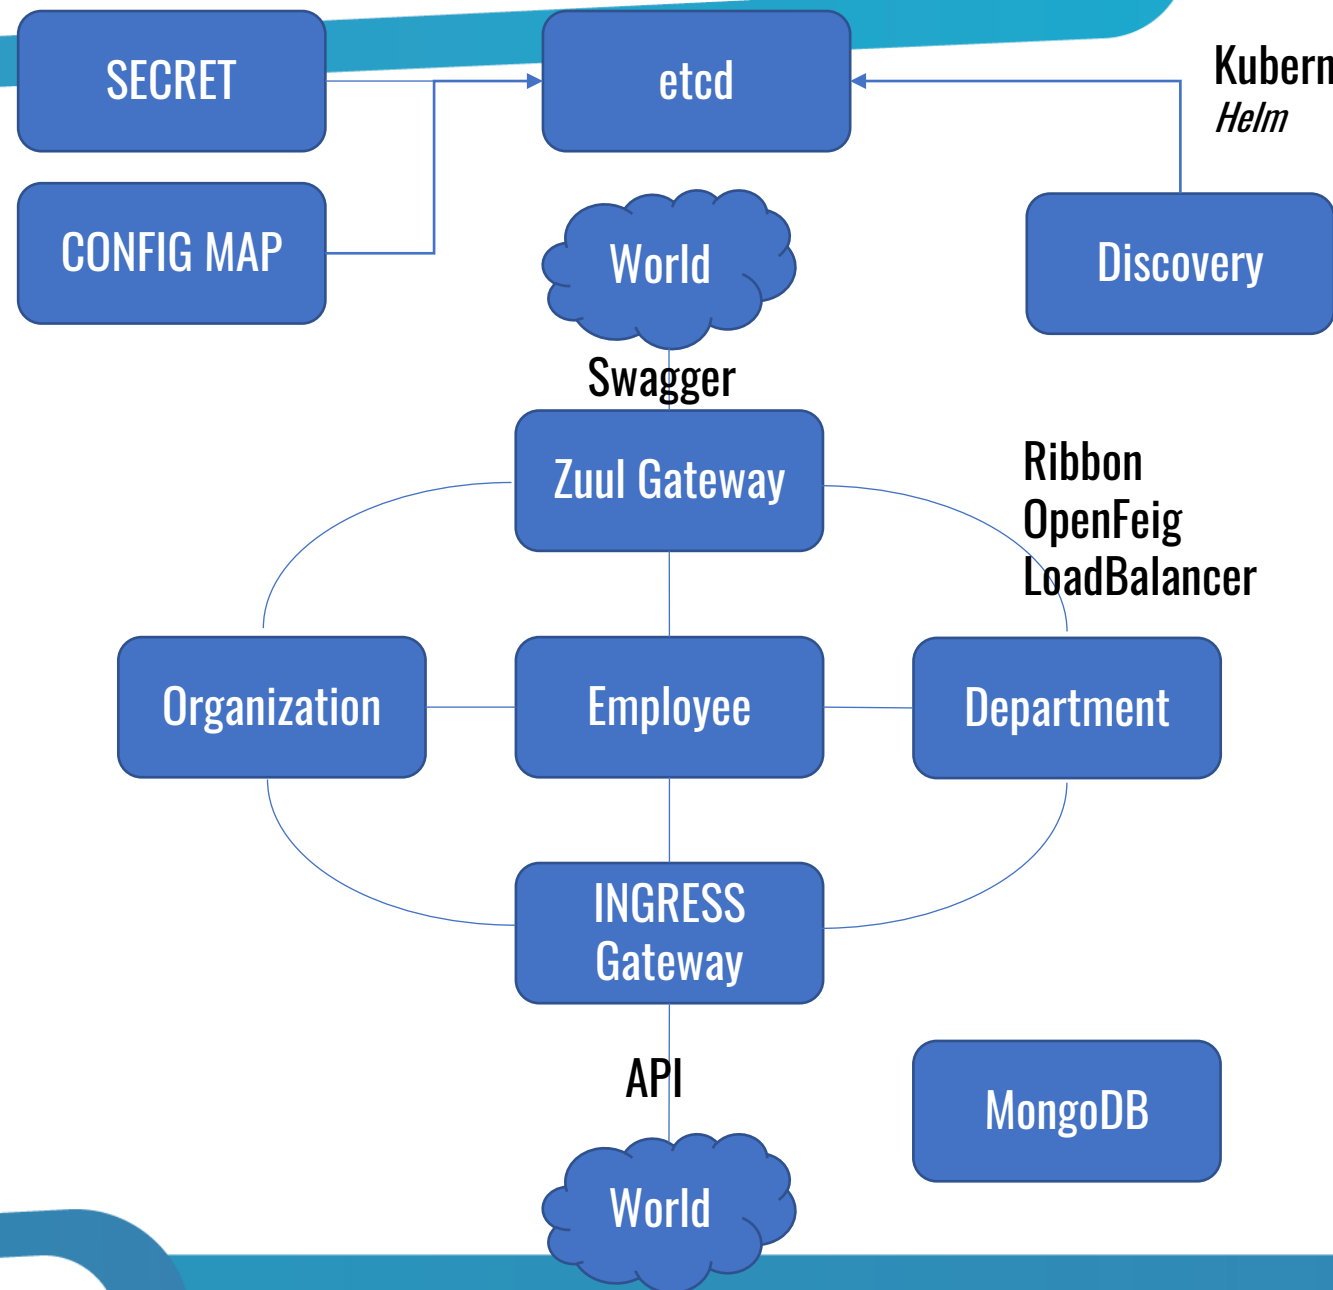 SECRET
etcd
Kubern
Helm
CONFIG MAP
World
Discovery
Swagger
Zuul Gateway
Ribbon
OpenFeig
LoadBalancer
Organization
Employee
Department
INGRESS
Gateway
API
MongoDB
World